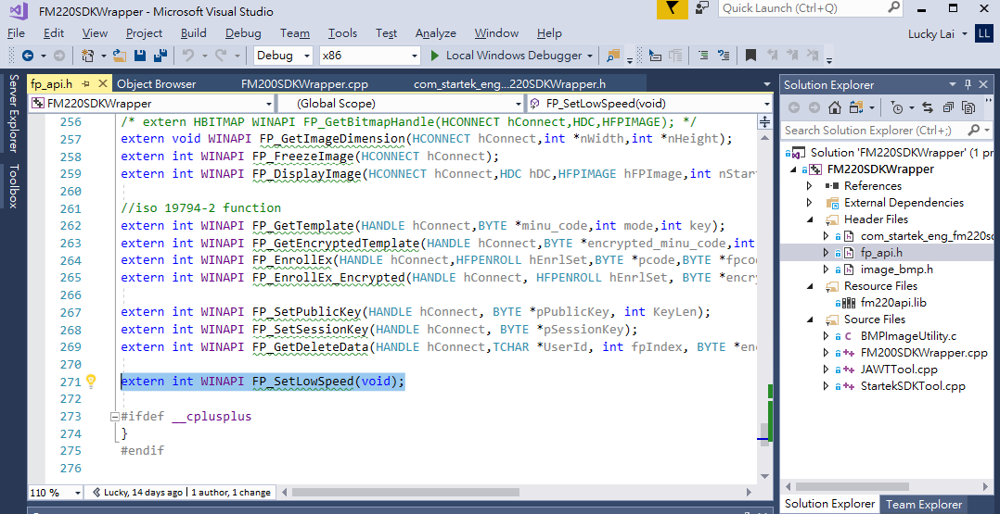 FM220SDKWrapper - Microsoft Visual Studio
Quick Launch (Ctrl+Q)
File Edit View Project Build Debug Team Tools Test Analyze Window Help
Lucky Lai LL
Debug x86 Local Windows Debugger
Server Explorer
Toolbox
fp_api.h Object Browser FM200SDKWrapper.cpp com_startek_eng_...220SDKWrapper.h
FM220SDKWrapper (Global Scope) FP_SetLowSpeed(void)
256 /* extern HBITMAP WINAPI FP_GetBitmapHandle(HCONNECT hConnect,HDC,HFPIMAGE); */
257 extern void WINAPI FP_GetImageDimension(HCONNECT hConnect,int *nWidth,int *nHeight);
258 extern int WINAPI FP_FreezeImage(HCONNECT hConnect);
259 extern int WINAPI FP_DisplayImage(HCONNECT hConnect,HDC hDC,HFPIMAGE hFPImage,int nStar
260
261 //iso 19794-2 function
262 extern int WINAPI FP_GetTemplate(HANDLE hConnect,BYTE *minu_code,int mode,int key);
263 extern int WINAPI FP_GetEncryptedTemplate(HANDLE hConnect,BYTE *encrypted_minu_code,int
264 extern int WINAPI FP_EnrollEx(HANDLE hConnect,HFPENROLL hEnrlSet,BYTE *pcode,BYTE *fpcod
265 extern int WINAPI FP_EnrollEx_Encrypted(HANDLE hConnect, HFPENROLL hEnrlSet, BYTE *encry
266
267 extern int WINAPI FP_SetPublicKey(HANDLE hConnect, BYTE *pPublicKey, int KeyLen);
268 extern int WINAPI FP_SetSessionKey(HANDLE hConnect, BYTE *pSessionKey);
269 extern int WINAPI FP_GetDeleteData(HANDLE hConnect,TCHAR *UserId, int fpIndex, BYTE *enc
270
271 extern int WINAPI FP_SetLowSpeed(void);
272
273 #ifdef __cplusplus
274 }
275 #endif
276
110 % Lucky, 14 days ago | 1 author, 1 change
Solution Explorer
Search Solution Explorer (Ctrl+;)
Solution 'FM220SDKWrapper' (1 pr
FM220SDKWrapper
References
External Dependencies
Header Files
com_startek_eng_fm220sd
fp_api.h
image_bmp.h
Resource Files
fm220api.lib
Source Files
BMPImageUtility.c
FM200SDKWrapper.cpp
JAWTTool.cpp
StartekSDKTool.cpp
Solution Explorer Team Explorer